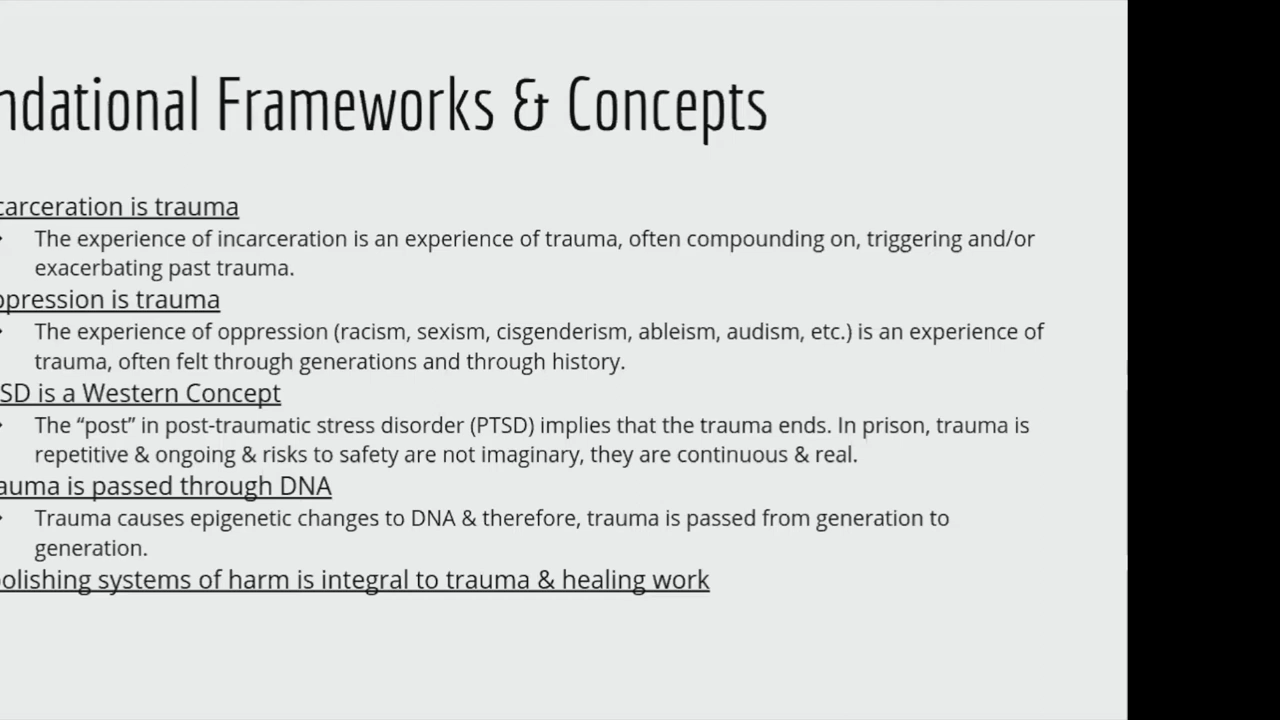 ndational Frameworks & Concepts
carceration is trauma
The experience of incarceration is an experience of trauma, often compounding on, triggering and/or
exacerbating past trauma.
ppression is trauma
The experience of oppression (racism, sexism, cisgenderism, ableism, audism, etc.) is an experience of
trauma, often felt through generations and through history.
SD is a Western Concept
The “post” in post-traumatic stress disorder (PTSD) implies that the trauma ends. In prison, trauma is
repetitive & ongoing & risks to safety are not imaginary, they are continuous & real.
auma is passed through DNA
Trauma causes epigenetic changes to DNA & therefore, trauma is passed from generation to
generation.
olishing systems of harm is integral to trauma & healing work